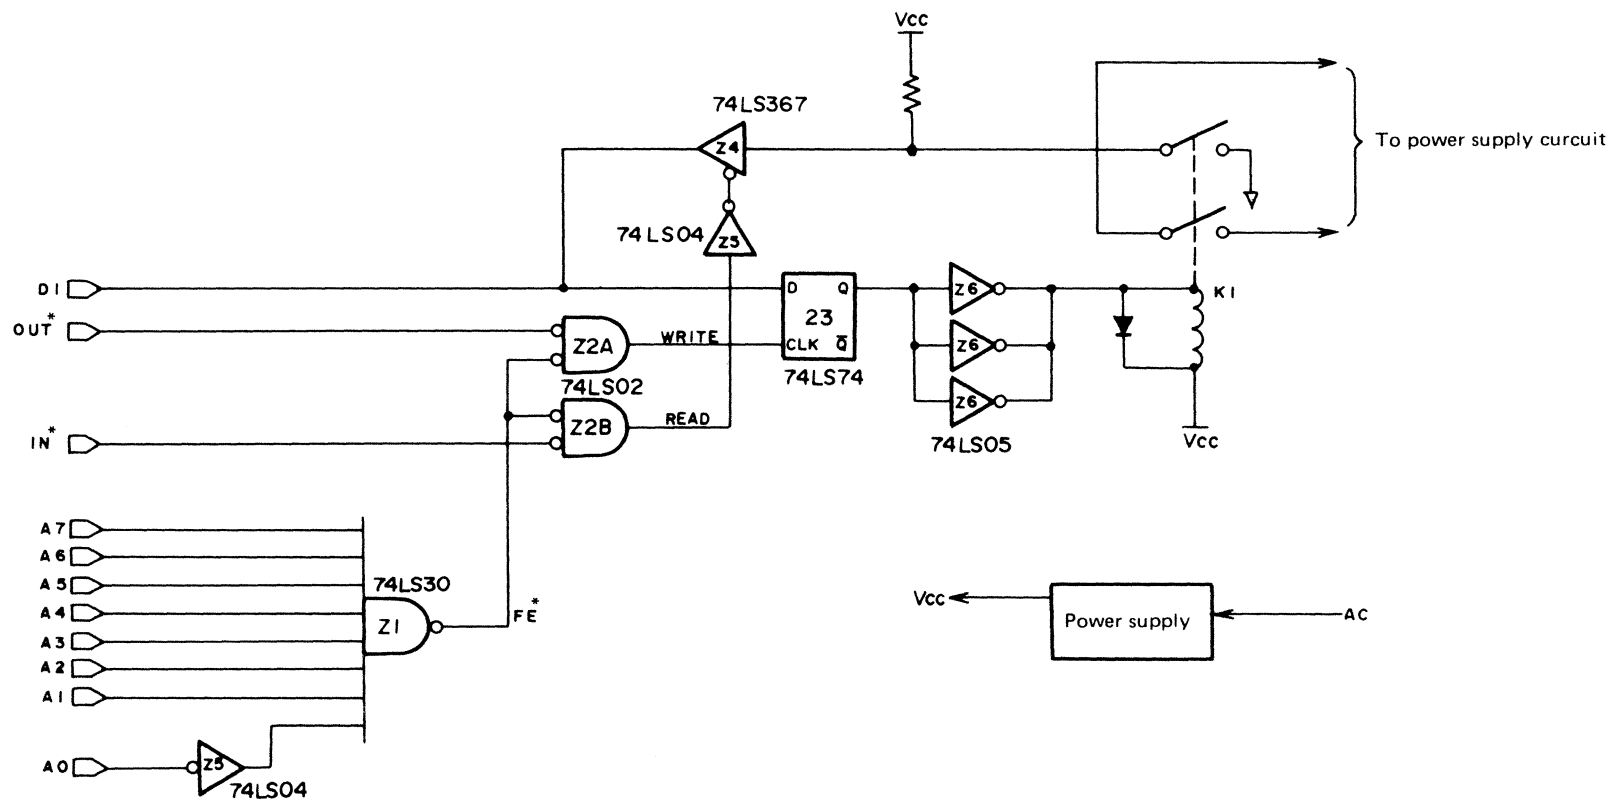 Vcc
74LS367
Z4
To power supply curcuit
74LS04
Z5
D1
D Q
Z6
K1
OUT*
23
Z2A
WRITE
CLK Q̅
Z6
74LS02
74LS74
Z6
Z2B
READ
IN*
74LS05
Vcc
A7
A6
A5
74LS30
A4
Z1
FE*
A3
A2
A1
A0
Z5
74LS04
Vcc
Power supply
AC